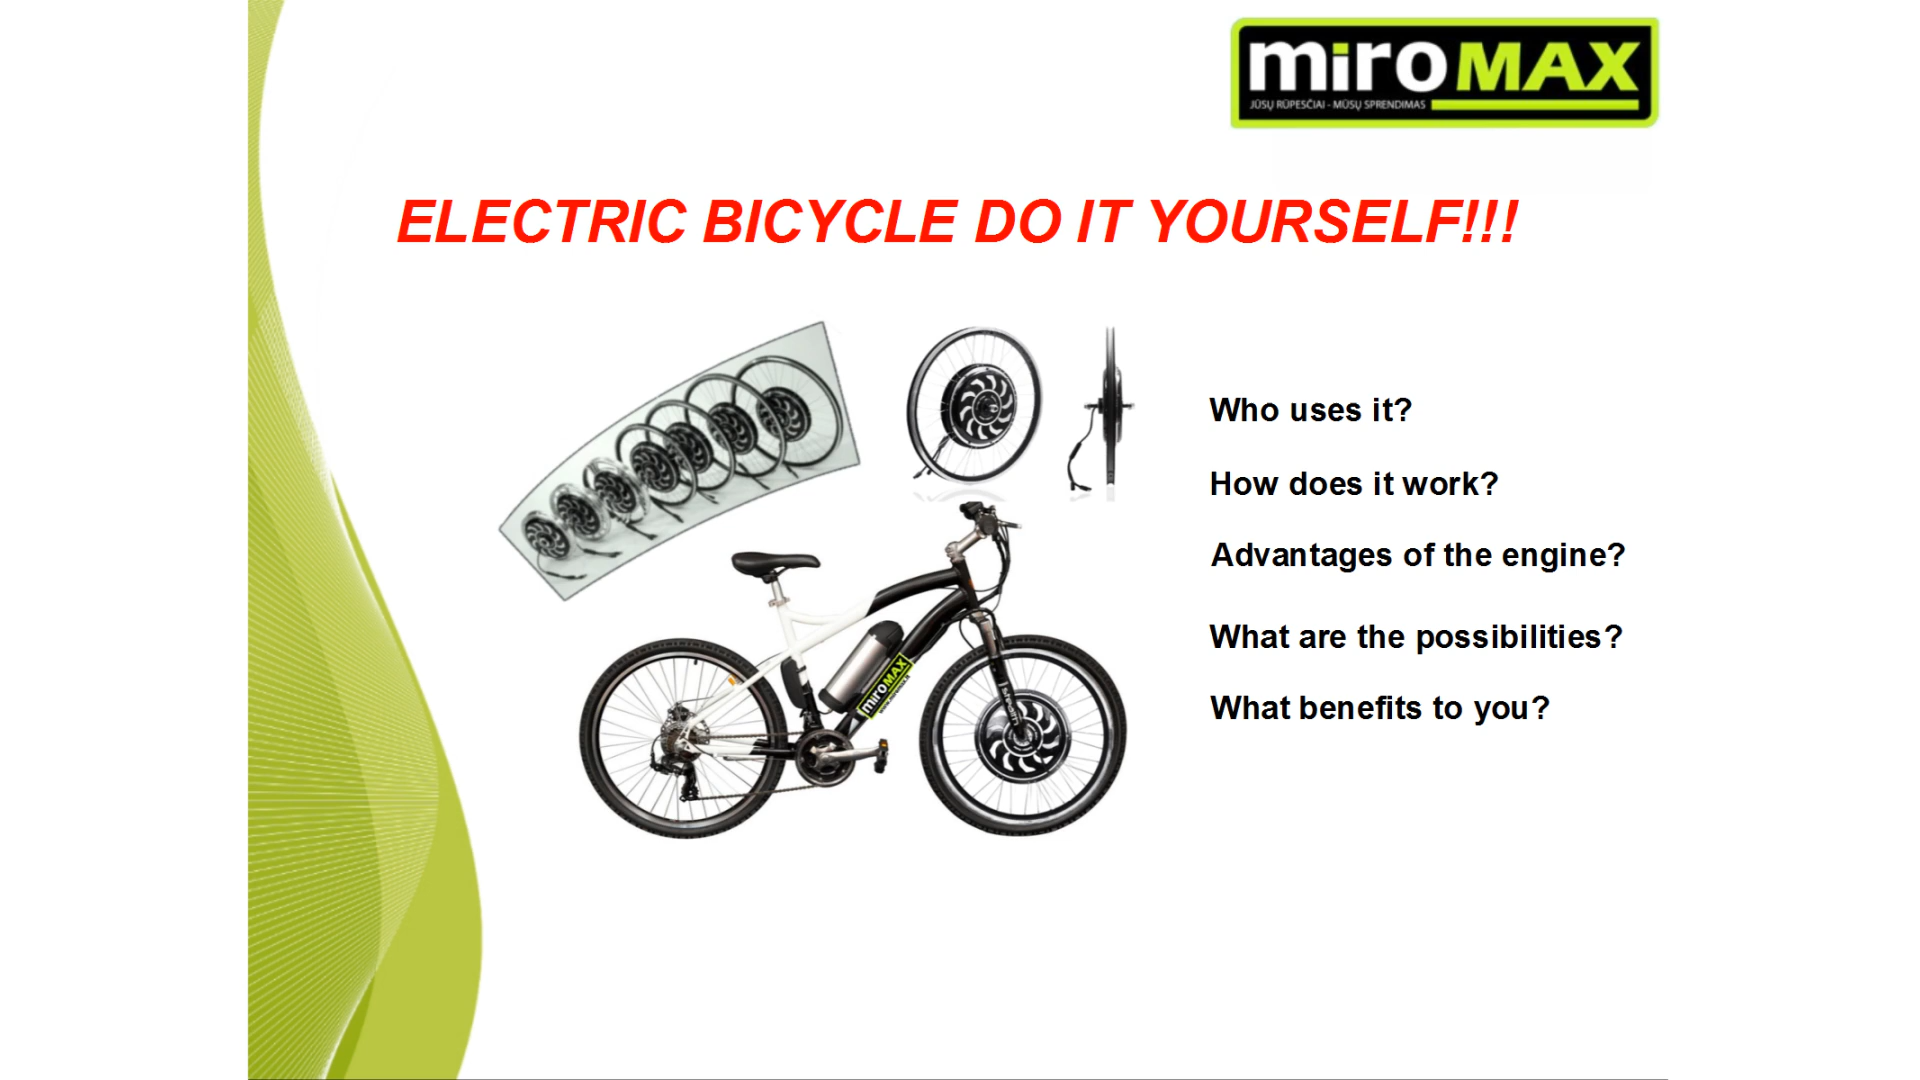 miroMAX
JŪSŲ RŪPESČIAI - MŪSŲ SPRENDIMAS
ELECTRIC BICYCLE DO IT YOURSELF!!!
Who uses it?
How does it work?
Advantages of the engine?
What are the possibilities?
What benefits to you?
miroMAX